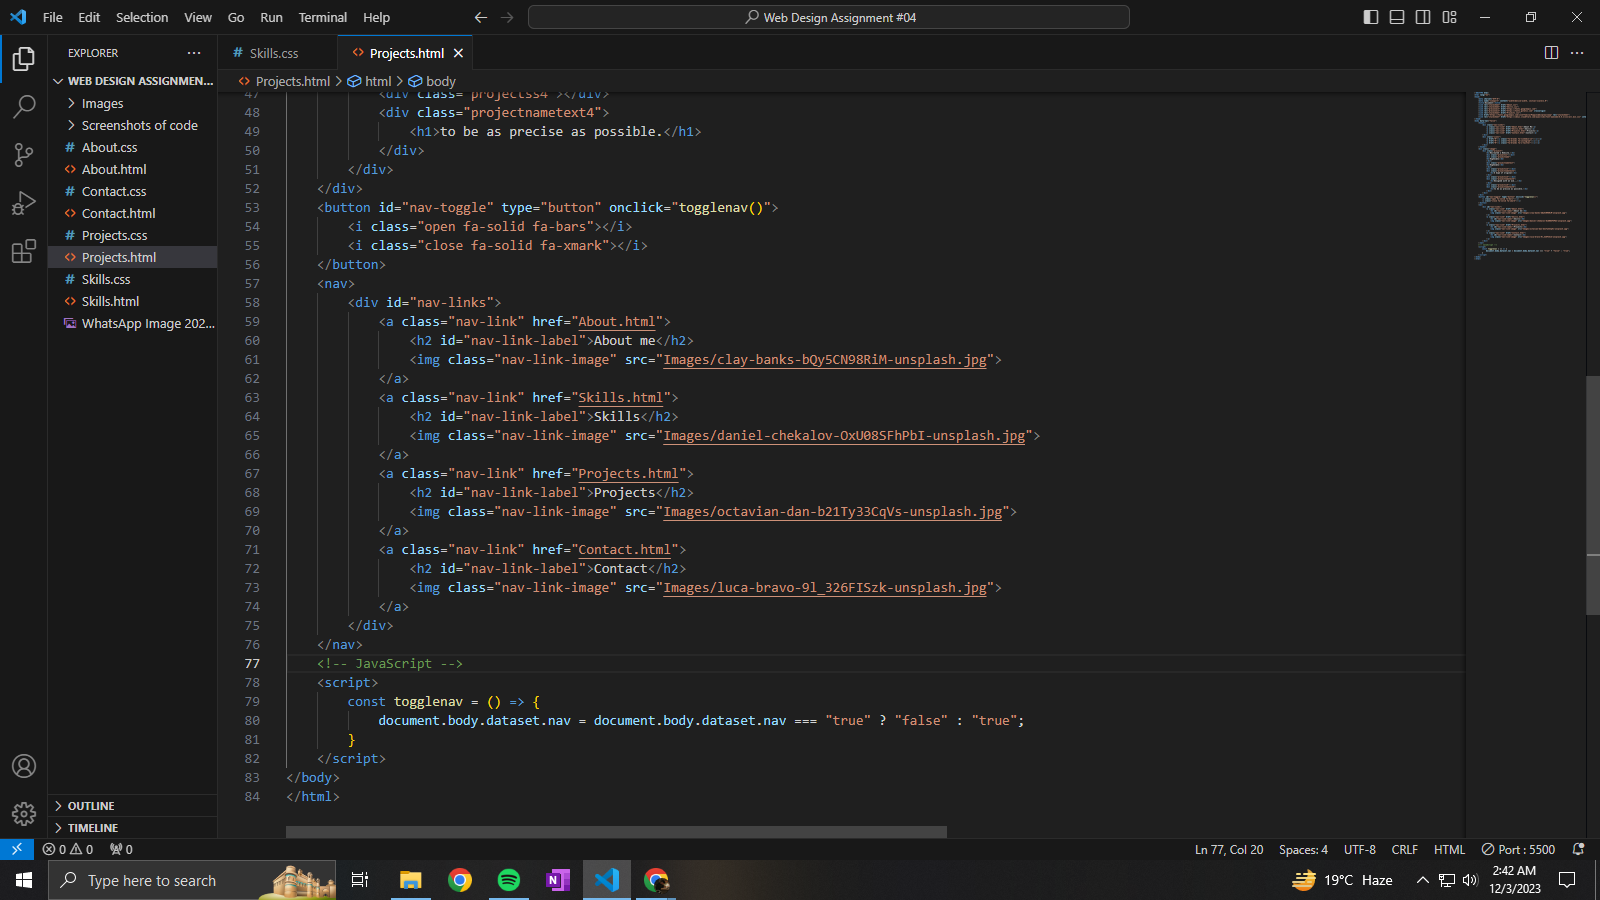 File Edit Selection View Go Run Terminal Help
Web Design Assignment #04
EXPLORER
WEB DESIGN ASSIGNMEN...
Images
Screenshots of code
# About.css
<> About.html
# Contact.css
<> Contact.html
# Projects.css
<> Projects.html
# Skills.css
<> Skills.html
WhatsApp Image 202...
OUTLINE
TIMELINE
# Skills.css
<> Projects.html
<> Projects.html > html > body
47 <div class="projectss4"></div>
48 <div class="projectnametext4">
49 <h1>to be as precise as possible.</h1>
50 </div>
51 </div>
52 </div>
53 <button id="nav-toggle" type="button" onclick="togglenav()">
54 <i class="open fa-solid fa-bars"></i>
55 <i class="close fa-solid fa-xmark"></i>
56 </button>
57 <nav>
58 <div id="nav-links">
59 <a class="nav-link" href="About.html">
60 <h2 id="nav-link-label">About me</h2>
61 <img class="nav-link-image" src="Images/clay-banks-bQy5CN98RiM-unsplash.jpg">
62 </a>
63 <a class="nav-link" href="Skills.html">
64 <h2 id="nav-link-label">Skills</h2>
65 <img class="nav-link-image" src="Images/daniel-chekalov-OxU08SFhPbI-unsplash.jpg">
66 </a>
67 <a class="nav-link" href="Projects.html">
68 <h2 id="nav-link-label">Projects</h2>
69 <img class="nav-link-image" src="Images/octavian-dan-b21Ty33CqVs-unsplash.jpg">
70 </a>
71 <a class="nav-link" href="Contact.html">
72 <h2 id="nav-link-label">Contact</h2>
73 <img class="nav-link-image" src="Images/luca-bravo-9l_326FISzk-unsplash.jpg">
74 </a>
75 </div>
76 </nav>
77 <!-- JavaScript -->
78 <script>
79 const togglenav = () => {
80 document.body.dataset.nav = document.body.dataset.nav === "true" ? "false" : "true";
81 }
82 </script>
83 </body>
84 </html>
0 0 0
Ln 77, Col 20 Spaces: 4 UTF-8 CRLF HTML Port : 5500
Type here to search
19°C Haze
2:42 AM
12/3/2023